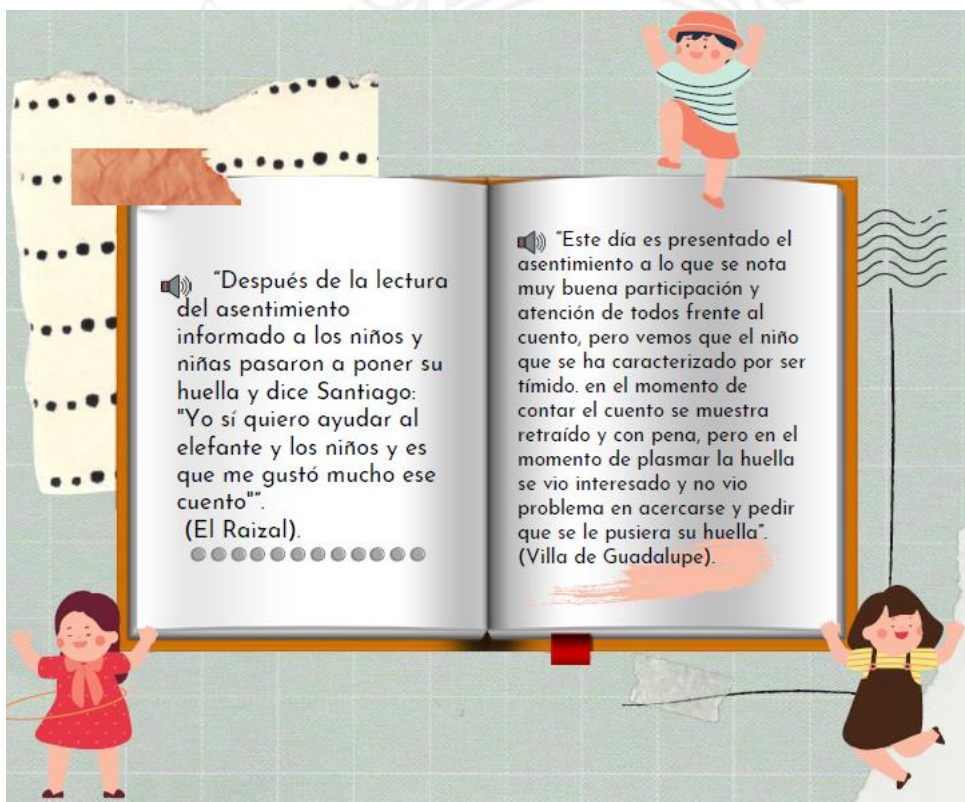 “Después de la lectura
del asentimiento
informado a los niños y
niñas pasaron a poner su
huella y dice Santiago:
"Yo sí quiero ayudar al
elefante y los niños y es
que me gustó mucho ese
cuento"”.
(El Raizal).
“Este día es presentado el
asentimiento a lo que se nota
muy buena participación y
atención de todos frente al
cuento, pero vemos que el niño
que se ha caracterizado por ser
tímido. en el momento de
contar el cuento se muestra
retraído y con pena, pero en el
momento de plasmar la huella
se vio interesado y no vio
problema en acercarse y pedir
que se le pusiera su huella”.
(Villa de Guadalupe).